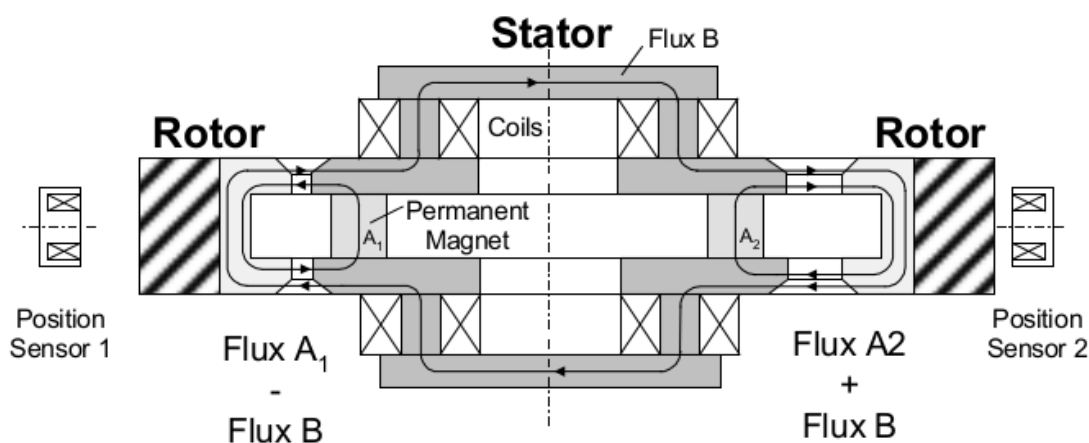 Stator
Flux B
Rotor
Coils
Rotor
Permanent
Magnet
A1
A2
Position
Sensor 1
Position
Sensor 2
Flux A1
-
Flux B
Flux A2
+
Flux B